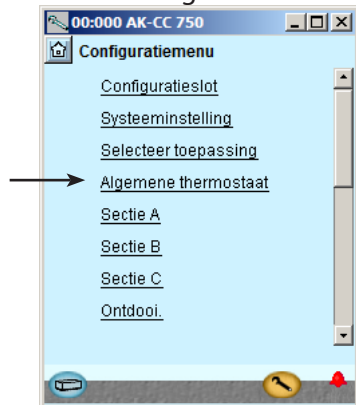 00:000 AK-CC 750
Configuratiemenu
Configuratieslot
Systeeminstelling
Selecteer toepassing
Algemene thermostaat
Sectie A
Sectie B
Sectie C
Ontdooi.